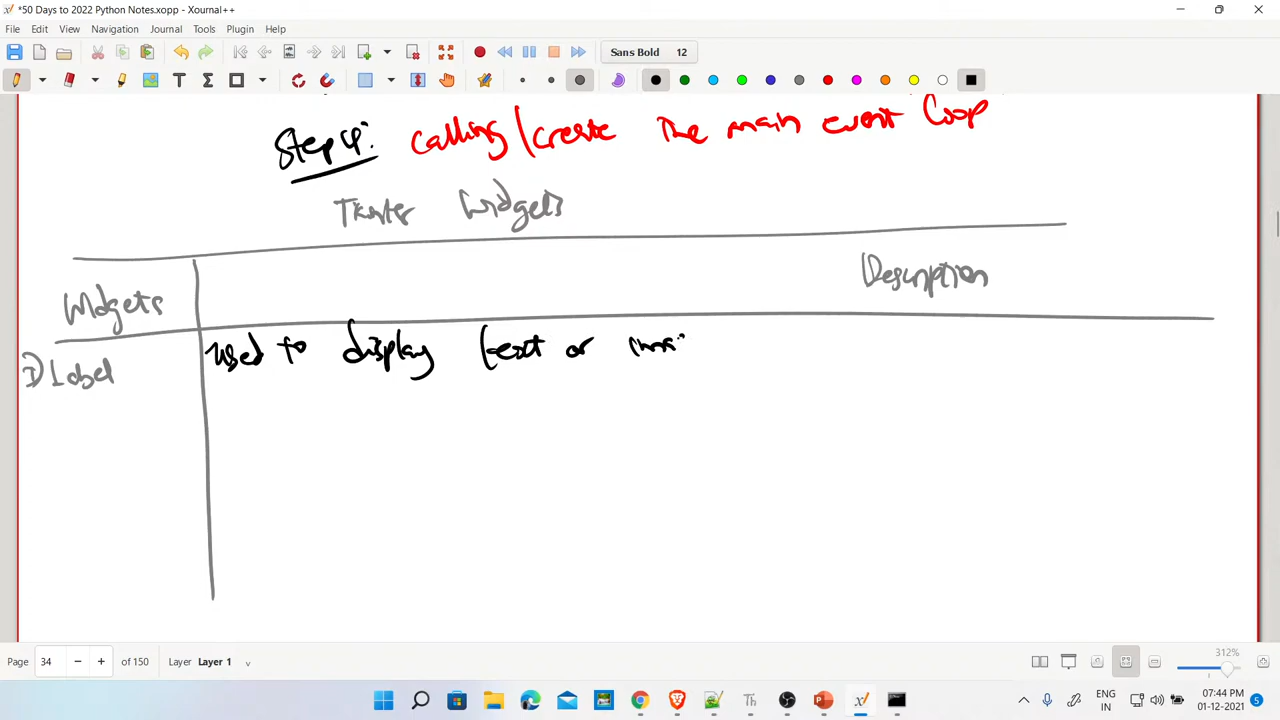 *50 Days to 2022 Python Notes.xopp - Xournal++
File Edit View Navigation Journal Tools Plugin Help
Sans Bold 12
Step 4: calling/create The main event Loop
Tkinter Widgets
Widgets Description
1) Label used to display text or
Page 34 of 150 Layer Layer 1 312%
ENG IN 07:44 PM 01-12-2021 5